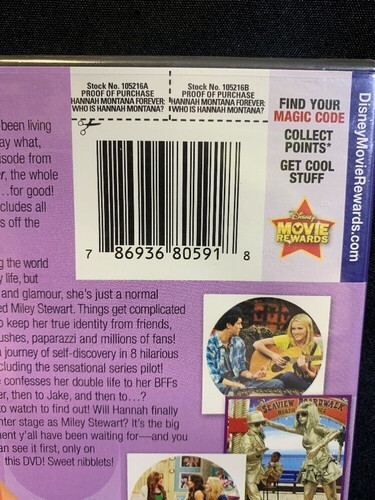 Stock No. 105216A
PROOF OF PURCHASE
HANNAH MONTANA FOREVER:
WHO IS HANNAH MONTANA?
Stock No. 105216B
PROOF OF PURCHASE
HANNAH MONTANA FOREVER:
WHO IS HANNAH MONTANA?
7 86936 80591 8
FIND YOUR
MAGIC CODE
COLLECT
POINTS*
GET COOL
STUFF
Disney
MOVIE
REWARDS
DisneyMovieRewards.com
been living
ay what,
isode from
r, the whole
...for good!
cludes all
s off the
g the world
y life, but
and glamour, she's just a normal
ed Miley Stewart. Things get complicated
o keep her true identity from friends,
ushes, paparazzi and millions of fans!
journey of self-discovery in 8 hilarious
cluding the sensational series pilot!
confesses her double life to her BFFs
er, then to Jake, and then to...?
to watch to find out! Will Hannah finally
nter stage as Miley Stewart? It's the big
ment y'all have been waiting for—and you
an see it first, only on
this DVD! Sweet nibblets!
SEAVIEW BOARDWALK